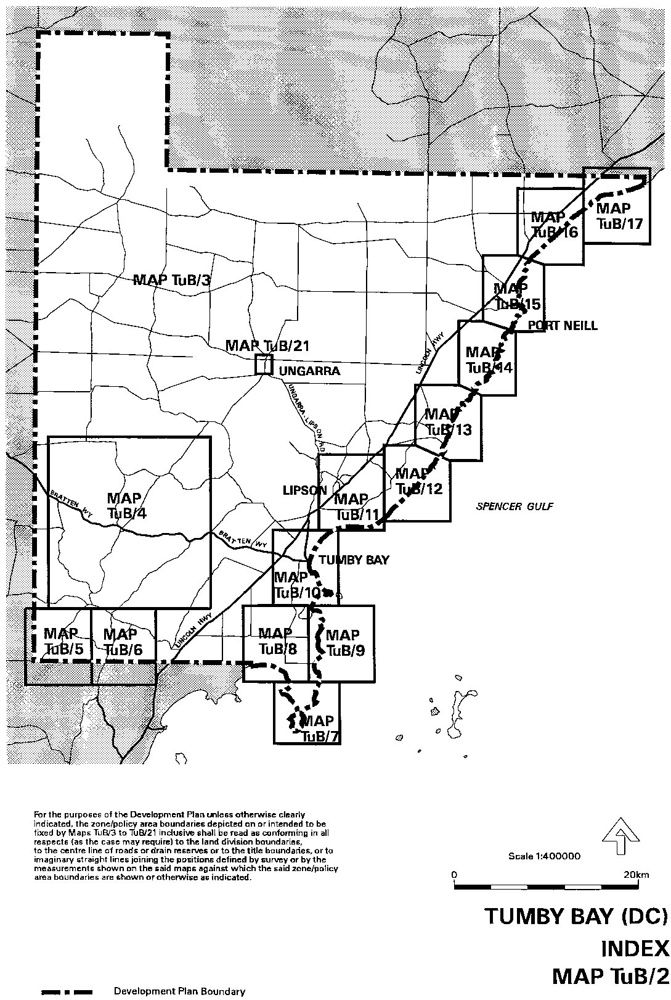 MAP
TuB/17
MAP
TuB/16
MAP TuB/3
MAP
TuB/15
PORT NEILL
MAP TuB/21
UNGARRA
LINCOLN HWY
MAP
TuB/14
UNGARRA - LIPSON RD
MAP
TuB/13
MAP
TuB/12
LIPSON
MAP
TuB/11
SPENCER GULF
BRATTEN WY
MAP
TuB/4
BRATTEN WY
TUMBY BAY
MAP
TuB/10
LINCOLN HWY
MAP
TuB/5
MAP
TuB/6
MAP
TuB/8
MAP
TuB/9
MAP
TuB/7
For the purposes of the Development Plan unless otherwise clearly
indicated, the zone/policy area boundaries depicted on or intended to be
fixed by Maps TuB/3 to TuB/21 inclusive shall be read as conforming in all
respects (as the case may require) to the land division boundaries,
to the centre line of roads or drain reserves or to the title boundaries, or to
imaginary straight lines joining the positions defined by survey or by the
measurements shown on the said maps against which the said zone/policy
area boundaries are shown or otherwise as indicated.
Scale 1:400000
0 20km
TUMBY BAY (DC)
INDEX
MAP TuB/2
Development Plan Boundary